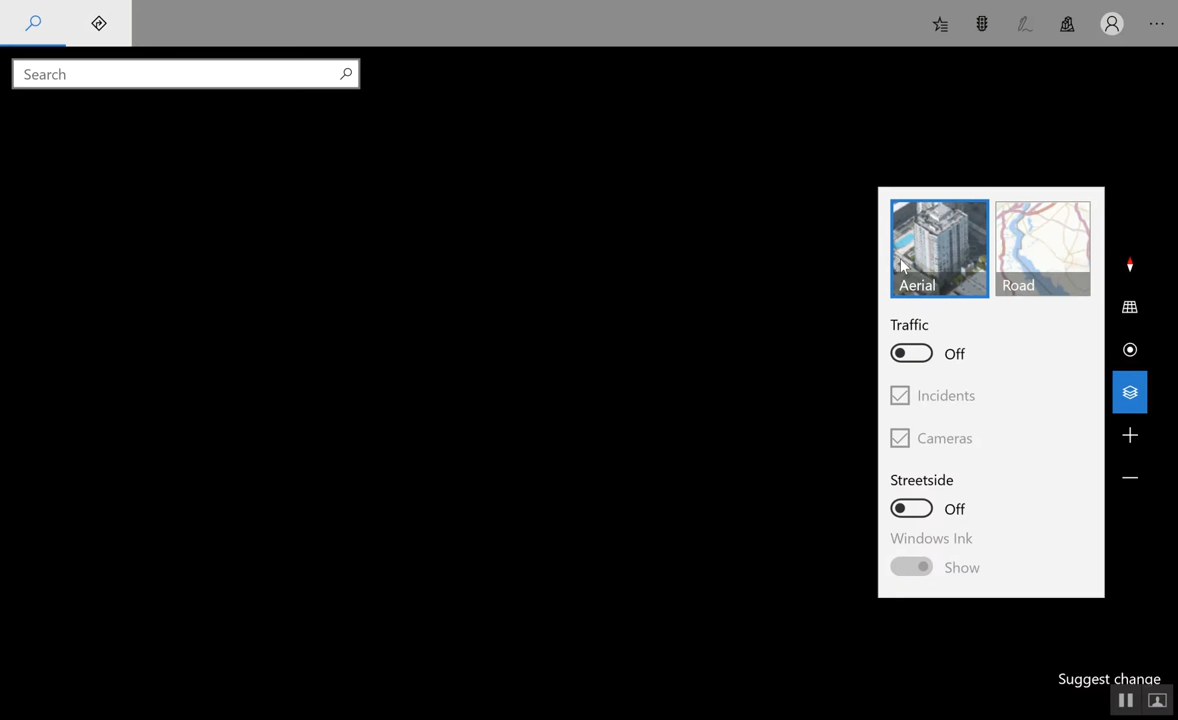 Search
Aerial
Road
Traffic
Off
Incidents
Cameras
Streetside
Off
Windows Ink
Show
Suggest change